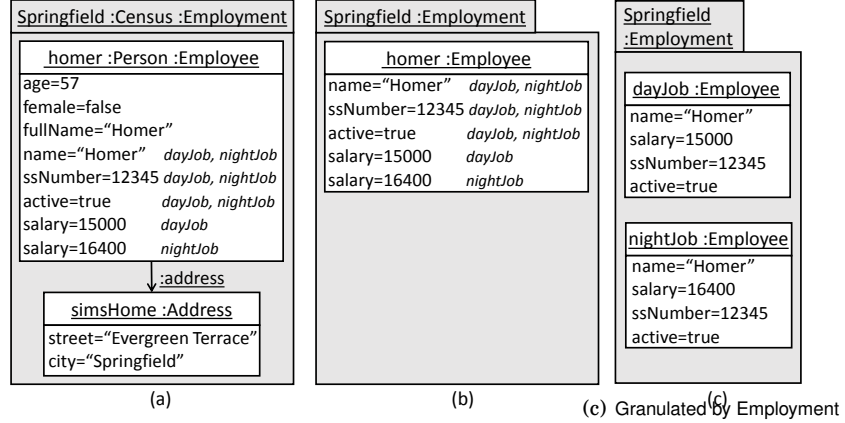 Springfield :Census :Employment
homer :Person :Employee
age=57
female=false
fullName="Homer"
name="Homer" dayJob, nightJob
ssNumber=12345 dayJob, nightJob
active=true dayJob, nightJob
salary=15000 dayJob
salary=16400 nightJob
:address
simsHome :Address
street="Evergreen Terrace"
city="Springfield"
(a)
Springfield :Employment
homer :Employee
name="Homer" dayJob, nightJob
ssNumber=12345 dayJob, nightJob
active=true dayJob, nightJob
salary=15000 dayJob
salary=16400 nightJob
(b)
Springfield
:Employment
dayJob :Employee
name="Homer"
salary=15000
ssNumber=12345
active=true
nightJob :Employee
name="Homer"
salary=16400
ssNumber=12345
active=true
(c)
(c) Granulated by Employment